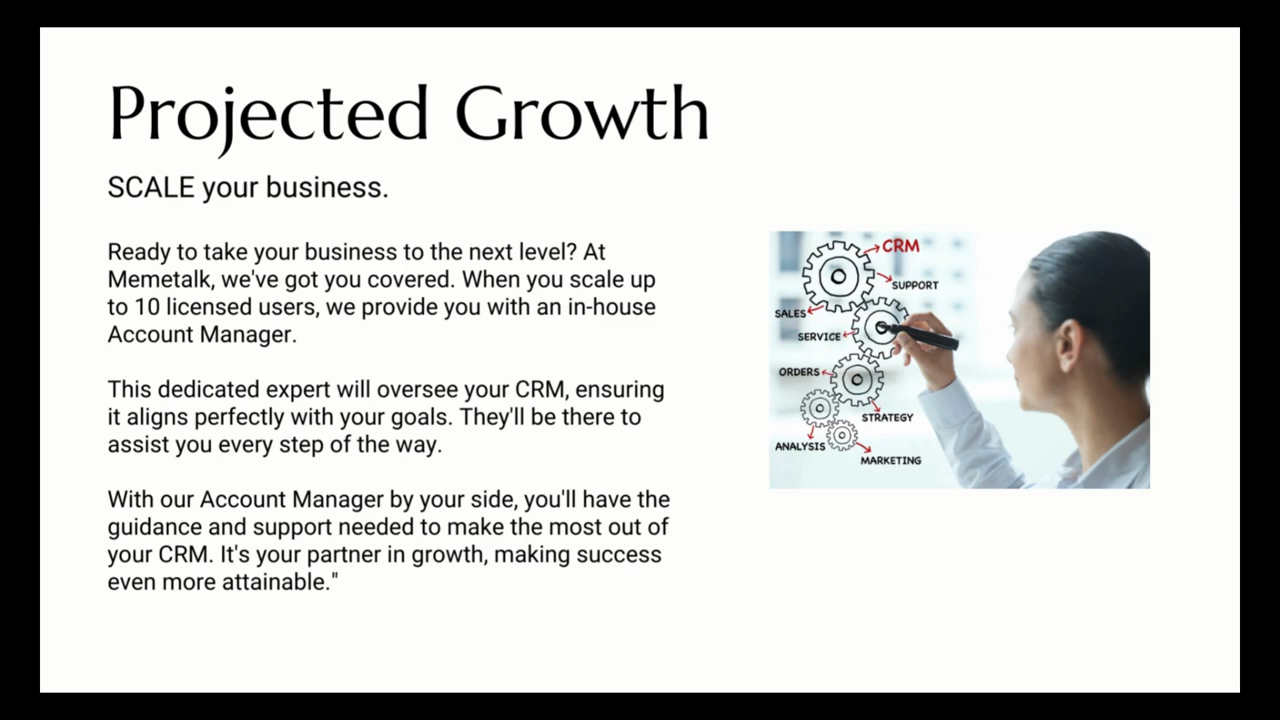 Projected Growth
SCALE your business.
Ready to take your business to the next level? At
Memetalk, we've got you covered. When you scale up
to 10 licensed users, we provide you with an in-house
Account Manager.
This dedicated expert will oversee your CRM, ensuring
it aligns perfectly with your goals. They'll be there to
assist you every step of the way.
With our Account Manager by your side, you'll have the
guidance and support needed to make the most out of
your CRM. It's your partner in growth, making success
even more attainable."
CRM
SUPPORT
SALES
SERVICE
ORDERS
STRATEGY
ANALYSIS
MARKETING